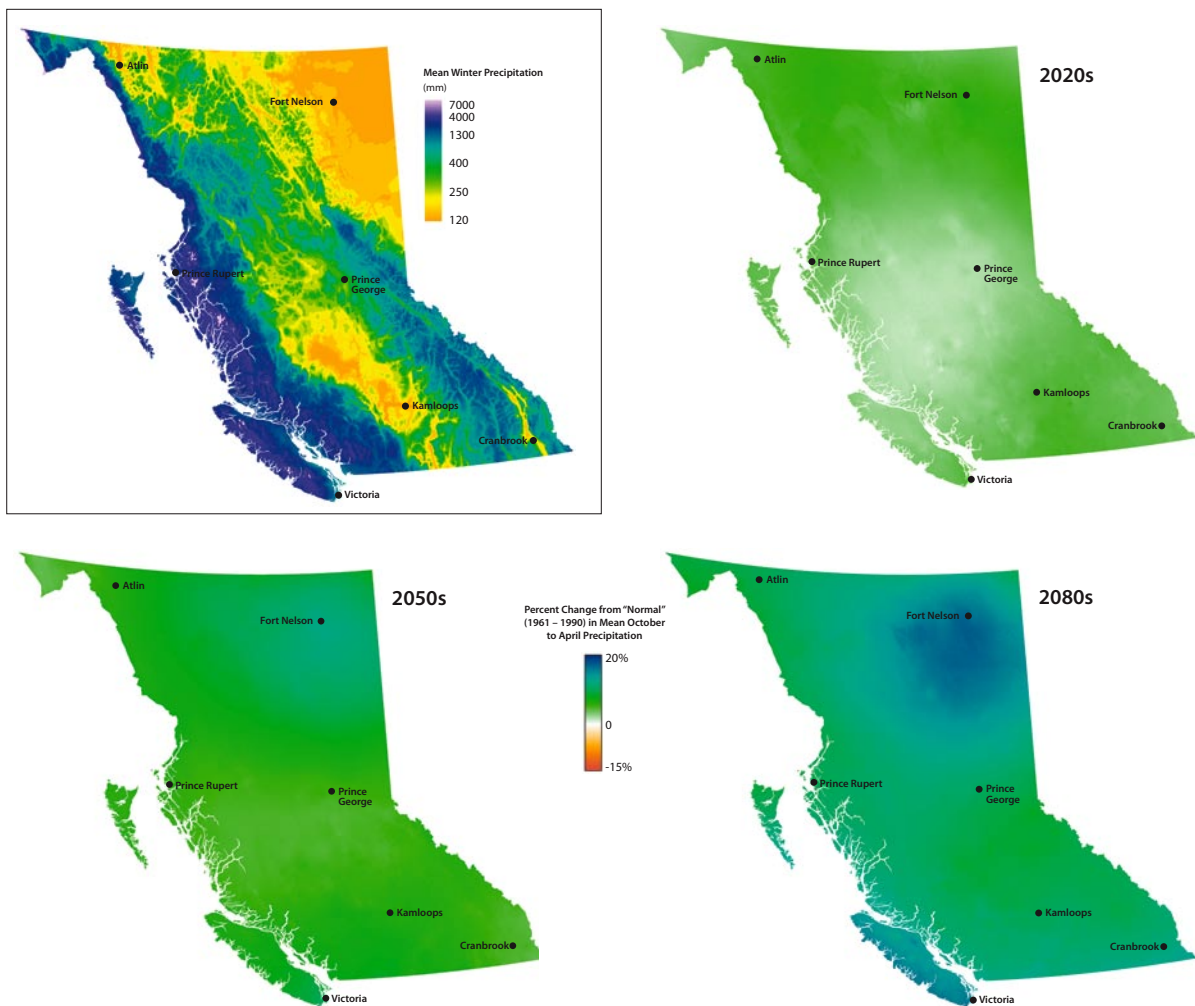 Mean Winter Precipitation
(mm)
7000
4000
1300
400
250
120
Atlin
Fort Nelson
Prince Rupert
Prince
George
Kamloops
Cranbrook
Victoria
2020s
Atlin
Fort Nelson
Prince Rupert
Prince
George
Kamloops
Cranbrook
Victoria
2050s
Atlin
Fort Nelson
Prince Rupert
Prince
George
Kamloops
Cranbrook
Victoria
Percent Change from “Normal”
(1961 – 1990) in Mean October
to April Precipitation
20%
0
-15%
2080s
Atlin
Fort Nelson
Prince Rupert
Prince
George
Kamloops
Cranbrook
Victoria